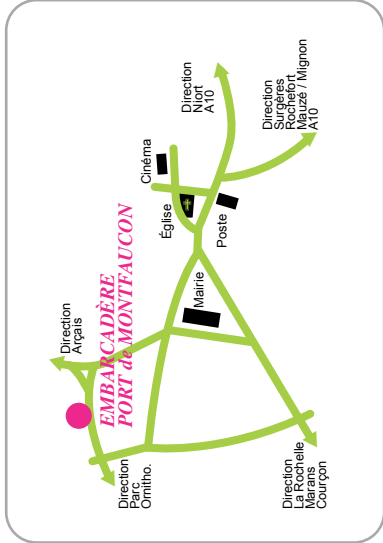 Direction
Arçais
EMBARCADÈRE
PORT de MONTFAUCON
Direction
Parc
Ornitho.
Cinéma
Église
Mairie
Poste
Direction
Niort
A10
Direction
Surgères
Rochefort
Mauzé / Mignon
A10
Direction
La Rochelle
Marans
Courçon